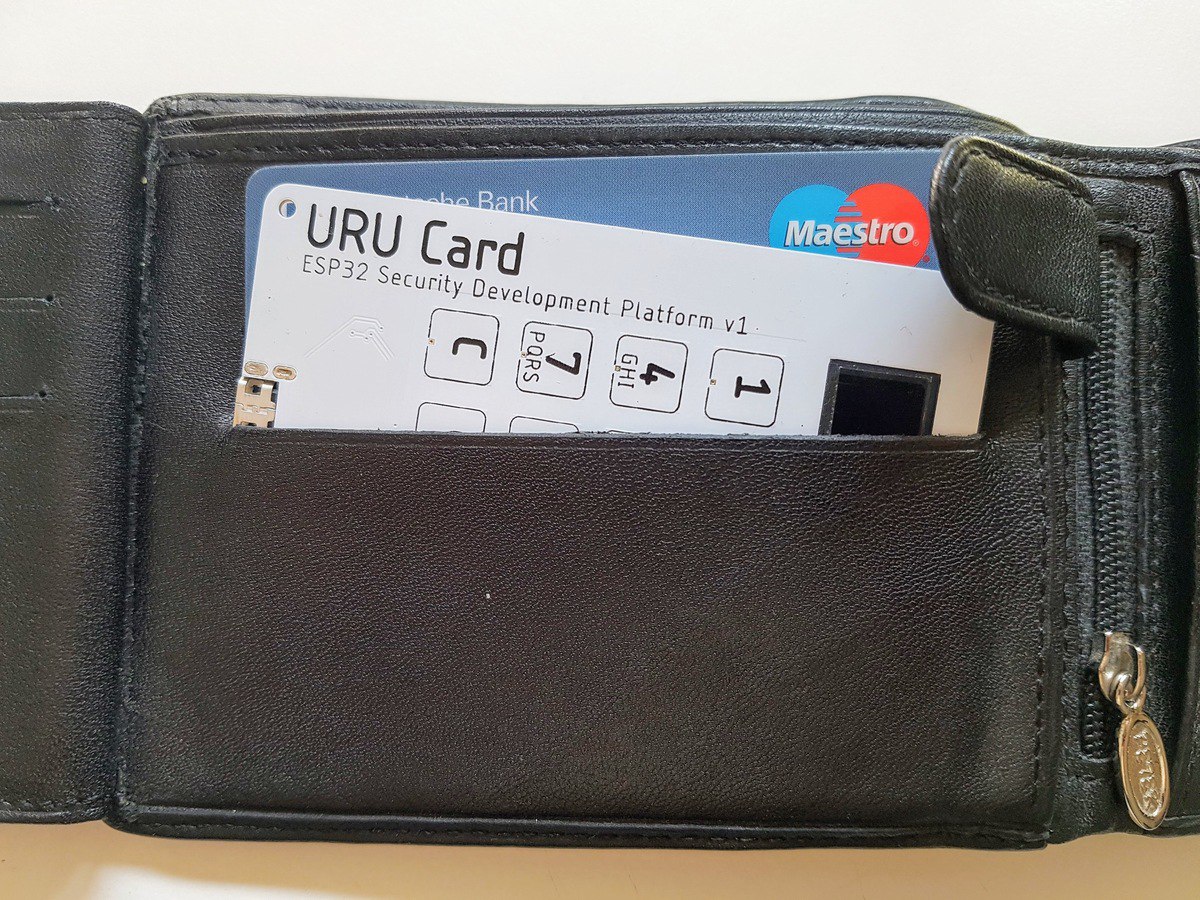 Bank
Maestro
URU Card
ESP32 Security Development Platform v1
C
7
PQRS
4
GHI
1